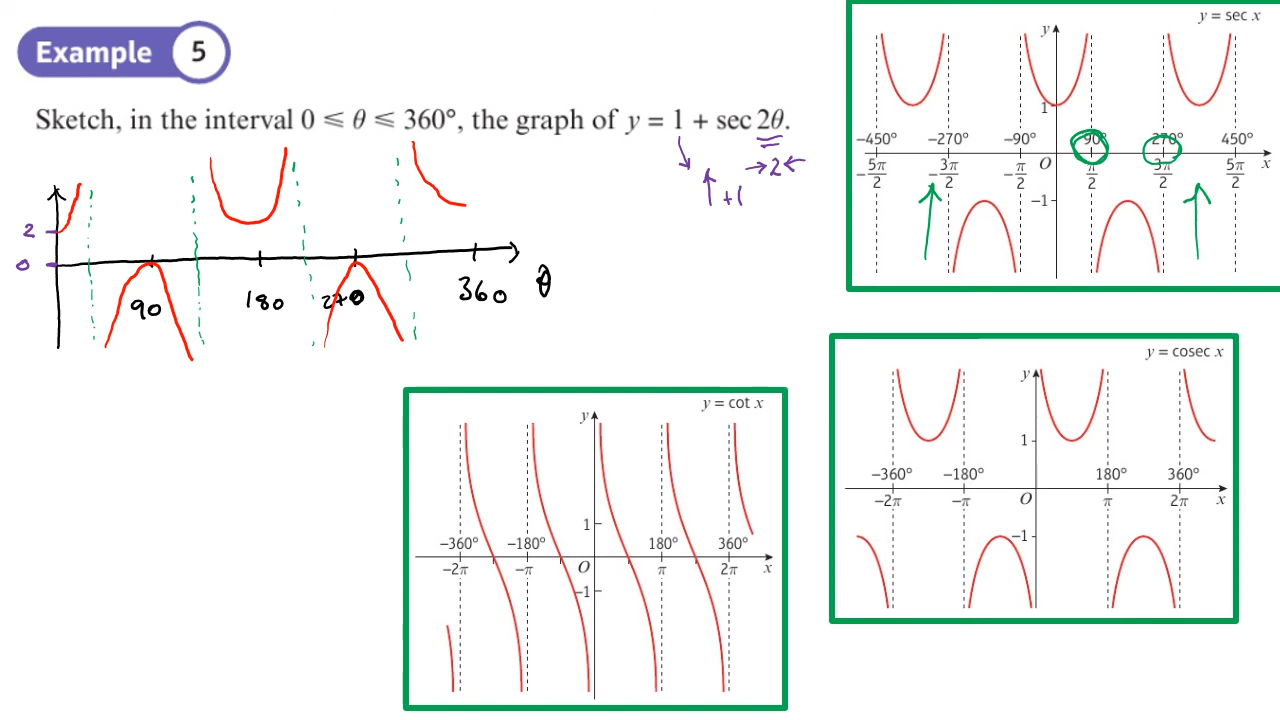 Example 5
Sketch, in the interval 0 ⩽ θ ⩽ 360°, the graph of y = 1 + sec 2θ.
+1
→2←
2
0
90
180
270
360
θ
y = sec x
y
1
−450° −270° −90° 90° 270° 450°
O
x
−5π/2 −3π/2 −π/2 π/2 3π/2 5π/2
−1
y = cot x
y
1
−360° −180° 180° 360°
−2π −π O π 2π x
−1
y = cosec x
y
1
−360° −180° 180° 360°
−2π −π O π 2π x
−1